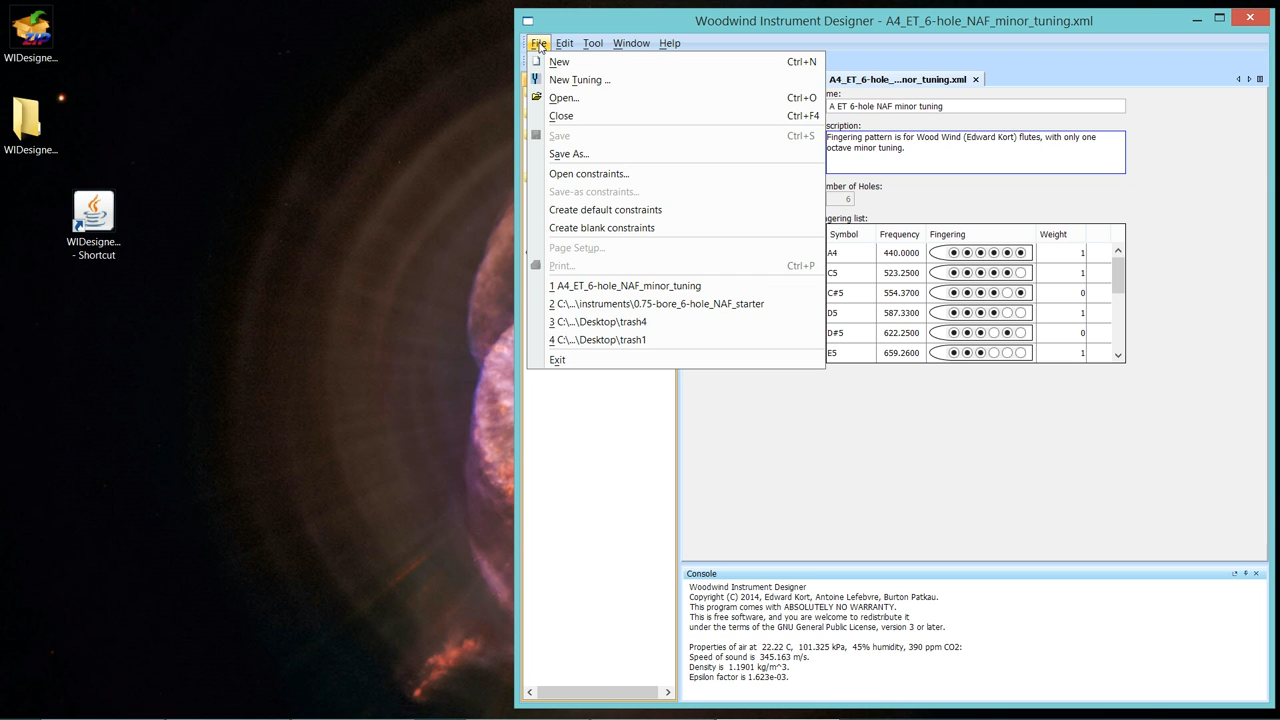 ZIP
WIDesigne...
WIDesigne...
WIDesigne...
- Shortcut
Woodwind Instrument Designer - A4_ET_6-hole_NAF_minor_tuning.xml
File Edit Tool Window Help
New Ctrl+N
New Tuning ...
Open... Ctrl+O
Close Ctrl+F4
Save Ctrl+S
Save As...
Open constraints...
Save-as constraints...
Create default constraints
Create blank constraints
Page Setup...
Print... Ctrl+P
1 A4_ET_6-hole_NAF_minor_tuning
2 C:\...\instruments\0.75-bore_6-hole_NAF_starter
3 C:\...\Desktop\trash4
4 C:\...\Desktop\trash1
Exit
A4_ET_6-hole_...nor_tuning.xml
me:
A ET 6-hole NAF minor tuning
scription:
Fingering pattern is for Wood Wind (Edward Kort) flutes, with only one
octave minor tuning.
mber of Holes:
6
gering list:
Symbol Frequency Fingering Weight
A4 440.0000 1
C5 523.2500 1
C#5 554.3700 0
D5 587.3300 1
D#5 622.2500 0
E5 659.2600 1
Console
Woodwind Instrument Designer
Copyright (C) 2014, Edward Kort, Antoine Lefebvre, Burton Patkau.
This program comes with ABSOLUTELY NO WARRANTY.
This is free software, and you are welcome to redistribute it
under the terms of the GNU General Public License, version 3 or later.
Properties of air at 22.22 C, 101.325 kPa, 45% humidity, 390 ppm CO2:
Speed of sound is 345.163 m/s.
Density is 1.1901 kg/m^3.
Epsilon factor is 1.623e-03.